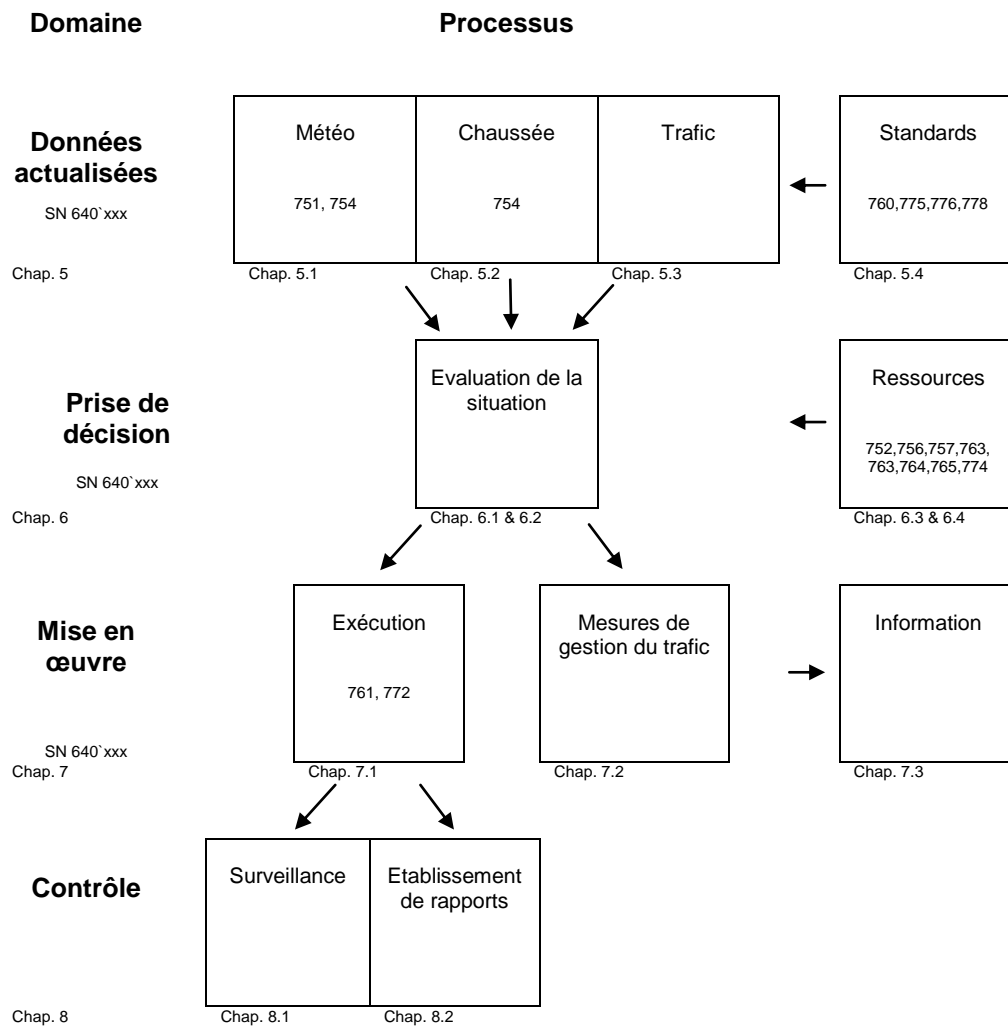 Domaine
Processus
Données
actualisées
SN 640`xxx
Chap. 5
Météo
751, 754
Chap. 5.1
Chaussée
754
Chap. 5.2
Trafic
Chap. 5.3
Standards
760,775,776,778
Chap. 5.4
Prise de
décision
SN 640`xxx
Chap. 6
Evaluation de la
situation
Chap. 6.1 & 6.2
Ressources
752,756,757,763,
763,764,765,774
Chap. 6.3 & 6.4
Mise en
œuvre
SN 640`xxx
Chap. 7
Exécution
761, 772
Chap. 7.1
Mesures de
gestion du trafic
Chap. 7.2
Information
Chap. 7.3
Contrôle
Chap. 8
Surveillance
Chap. 8.1
Etablissement
de rapports
Chap. 8.2